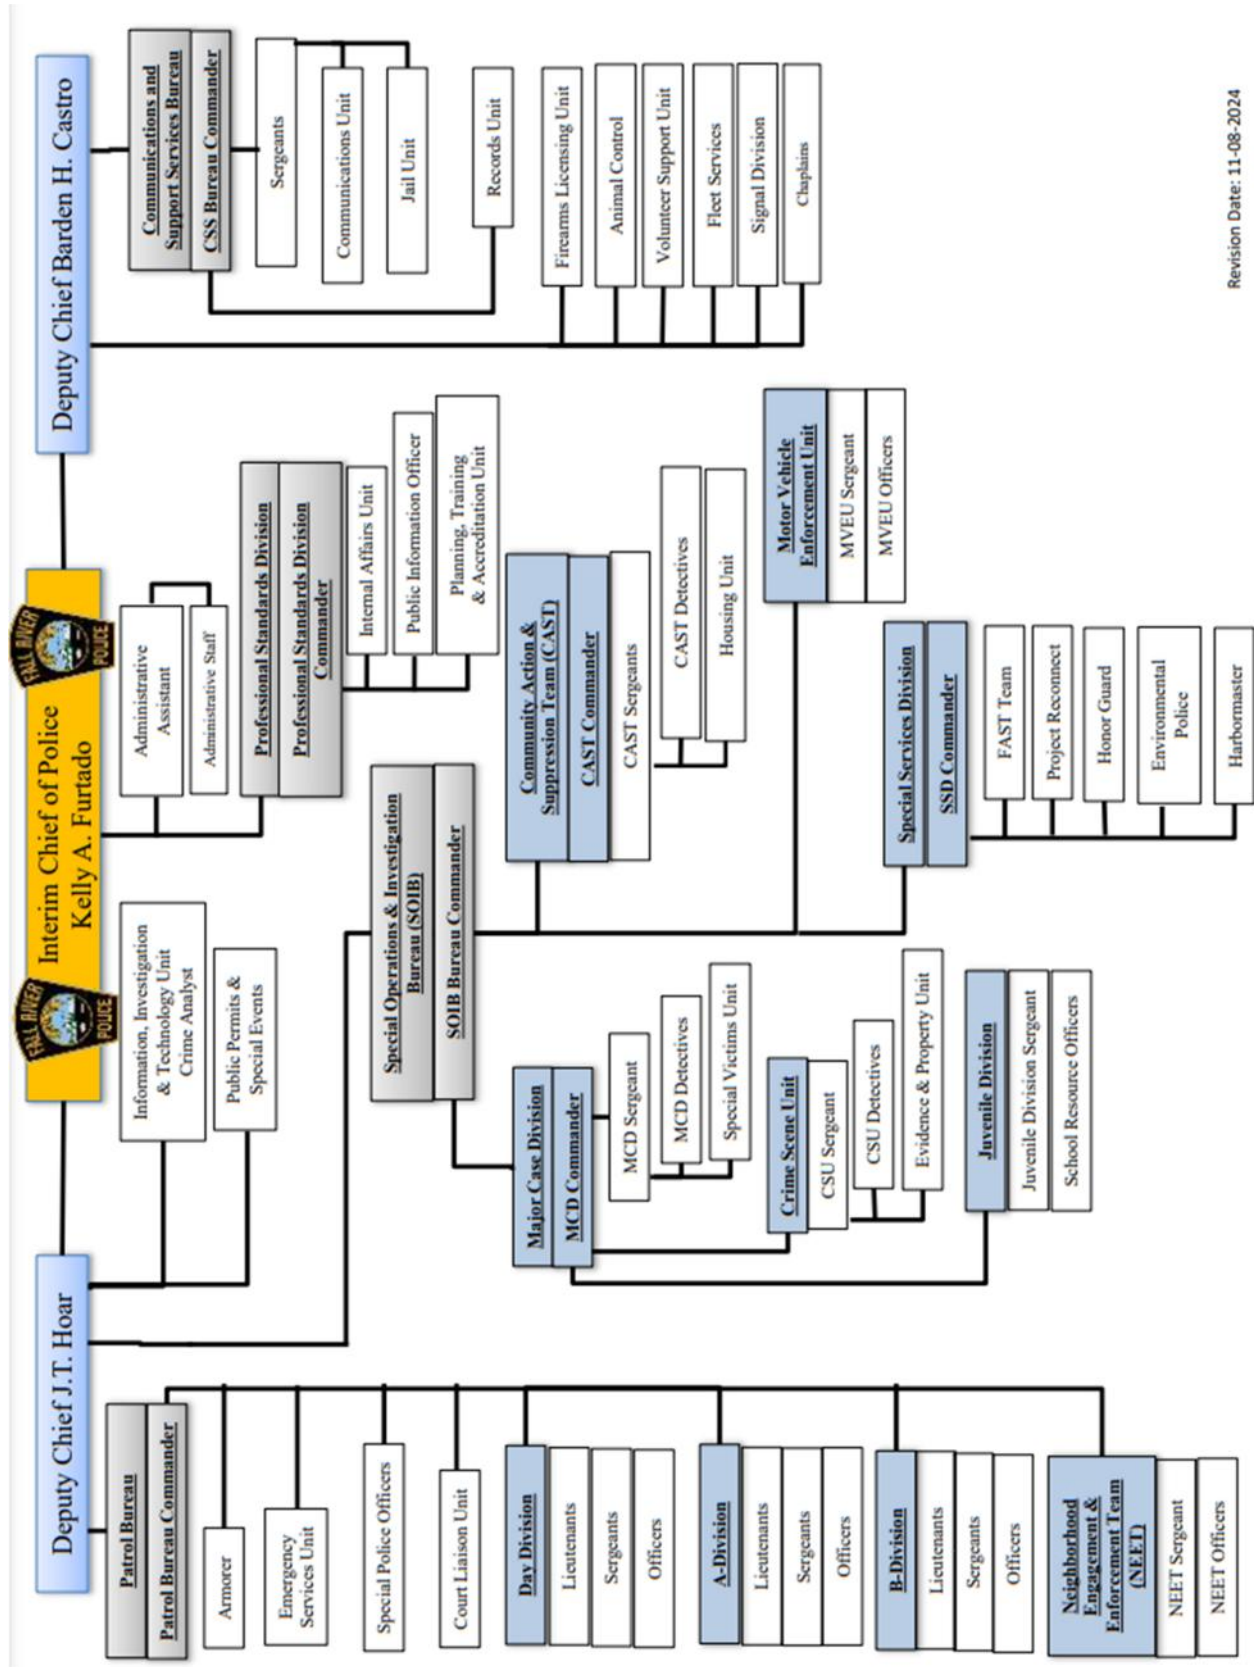 FALL RIVER
POLICE
FALL RIVER
POLICE
Interim Chief of Police
Kelly A. Furtado
Deputy Chief J.T. Hoar
Deputy Chief Barden H. Castro
Patrol Bureau
Patrol Bureau Commander
Armorer
Emergency
Services Unit
Special Police Officers
Court Liaison Unit
Day Division
Lieutenants
Sergeants
Officers
A-Division
Lieutenants
Sergeants
Officers
B-Division
Lieutenants
Sergeants
Officers
Neighborhood
Engagement &
Enforcement Team
(NEET)
NEET Sergeant
NEET Officers
Information, Investigation
& Technology Unit
Crime Analyst
Public Permits &
Special Events
Special Operations & Investigation
Bureau (SOIB)
SOIB Bureau Commander
Major Case Division
MCD Commander
MCD Sergeant
MCD Detectives
Special Victims Unit
Crime Scene Unit
CSU Sergeant
CSU Detectives
Evidence & Property Unit
Juvenile Division
Juvenile Division Sergeant
School Resource Officers
Administrative
Assistant
Administrative Staff
Professional Standards Division
Professional Standards Division
Commander
Internal Affairs Unit
Public Information Officer
Planning, Training
& Accreditation Unit
Community Action &
Suppression Team (CAST)
CAST Commander
CAST Sergeants
CAST Detectives
Housing Unit
Motor Vehicle
Enforcement Unit
MVEU Sergeant
MVEU Officers
Special Services Division
SSD Commander
FAST Team
Project Reconnect
Honor Guard
Environmental
Police
Harbormaster
Communications and
Support Services Bureau
CSS Bureau Commander
Sergeants
Communications Unit
Jail Unit
Records Unit
Firearms Licensing Unit
Animal Control
Volunteer Support Unit
Fleet Services
Signal Division
Chaplains
Revision Date: 11-08-2024